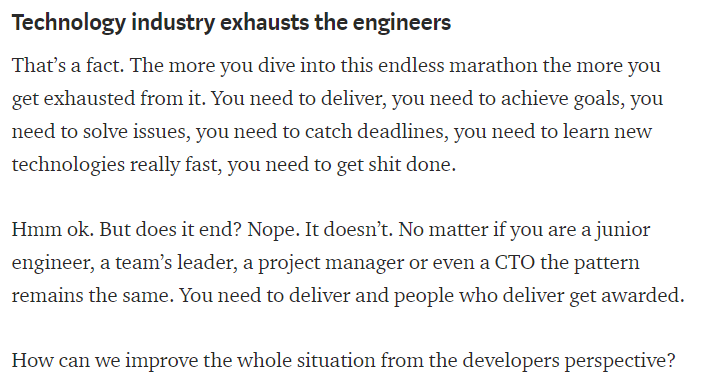 Technology industry exhausts the engineers
That's a fact. The more you dive into this endless marathon the more you
get exhausted from it. You need to deliver, you need to achieve goals, you
need to solve issues, you need to catch deadlines, you need to learn new
technologies really fast, you need to get shit done.
Hmm ok. But does it end? Nope. It doesn't. No matter if you are a junior
engineer, a team's leader, a project manager or even a CTO the pattern
remains the same. You need to deliver and people who deliver get awarded.
How can we improve the whole situation from the developers perspective?